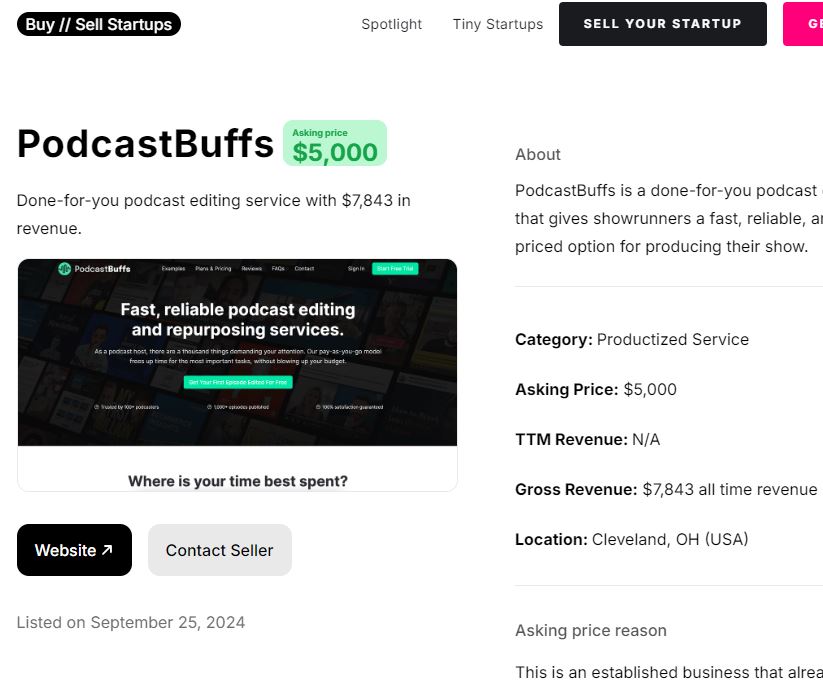 Buy // Sell Startups
Spotlight
Tiny Startups
SELL YOUR STARTUP
GE
PodcastBuffs
Asking price
$5,000
Done-for-you podcast editing service with $7,843 in
revenue.
PodcastBuffs
Examples
Plans & Pricing
Reviews
FAQs
Contact
Sign In
Start Free Trial
Fast, reliable podcast editing
and repurposing services.
As a podcast host, there are a thousand things demanding your attention. Our pay-as-you-go model
frees up time for the most important tasks, without blowing up your budget.
Get Your First Episode Edited For Free
Trusted by 100+ podcasters
1,000+ episodes published
100% satisfaction guaranteed
Where is your time best spent?
Website ↗
Contact Seller
Listed on September 25, 2024
About
PodcastBuffs is a done-for-you podcast
that gives showrunners a fast, reliable, a
priced option for producing their show.
Category: Productized Service
Asking Price: $5,000
TTM Revenue: N/A
Gross Revenue: $7,843 all time revenue
Location: Cleveland, OH (USA)
Asking price reason
This is an established business that alrea